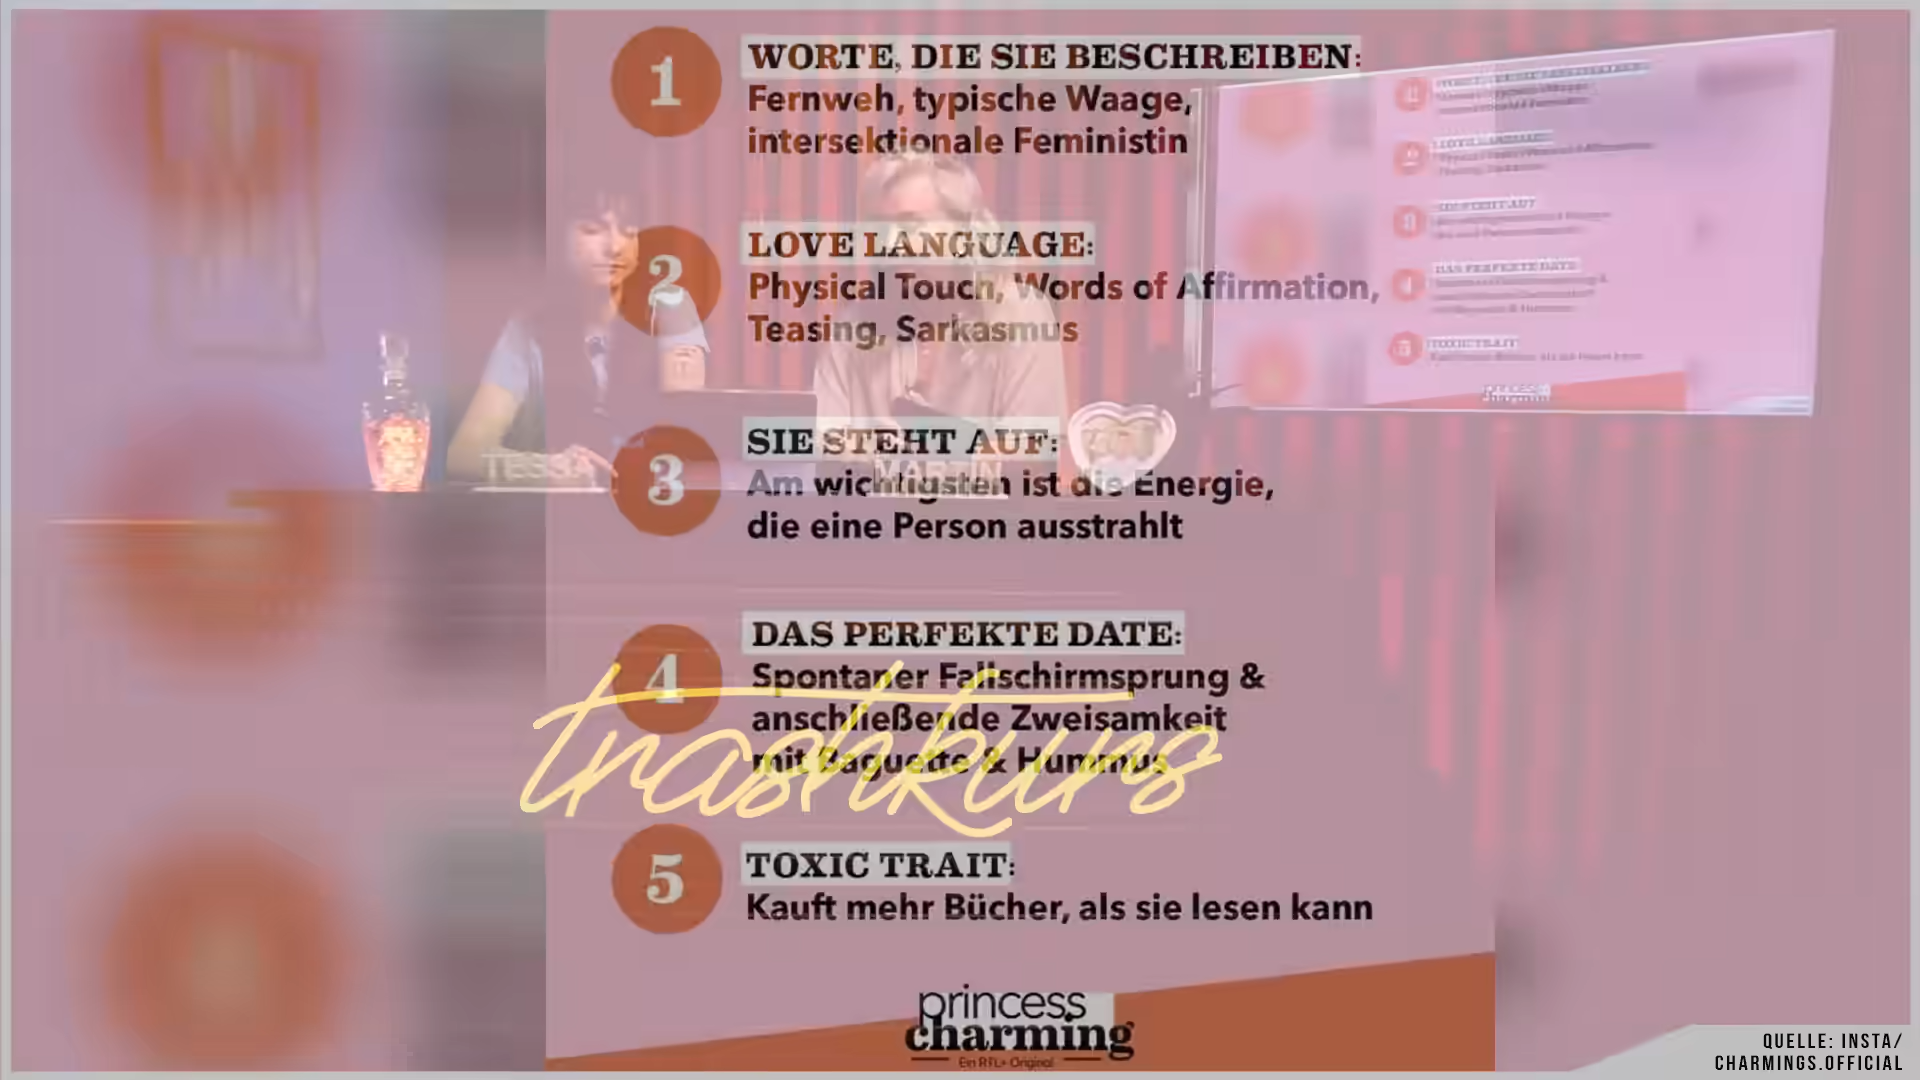 1
WORTE, DIE SIE BESCHREIBEN:
Fernweh, typische Waage,
intersektionale Feministin
2
LOVE LANGUAGE:
Physical Touch, Words of Affirmation,
Teasing, Sarkasmus
3
SIE STEHT AUF:
Am wichtigsten ist die Energie,
die eine Person ausstrahlt
TESSA
MARTIN
4
DAS PERFEKTE DATE:
Spontaner Fallschirmsprung &
anschließende Zweisamkeit
mit Baguette & Hummus
trashkurs
5
TOXIC TRAIT:
Kauft mehr Bücher, als sie lesen kann
princess
charming
Ein RTL+ Original
QUELLE: INSTA/
CHARMINGS.OFFICIAL